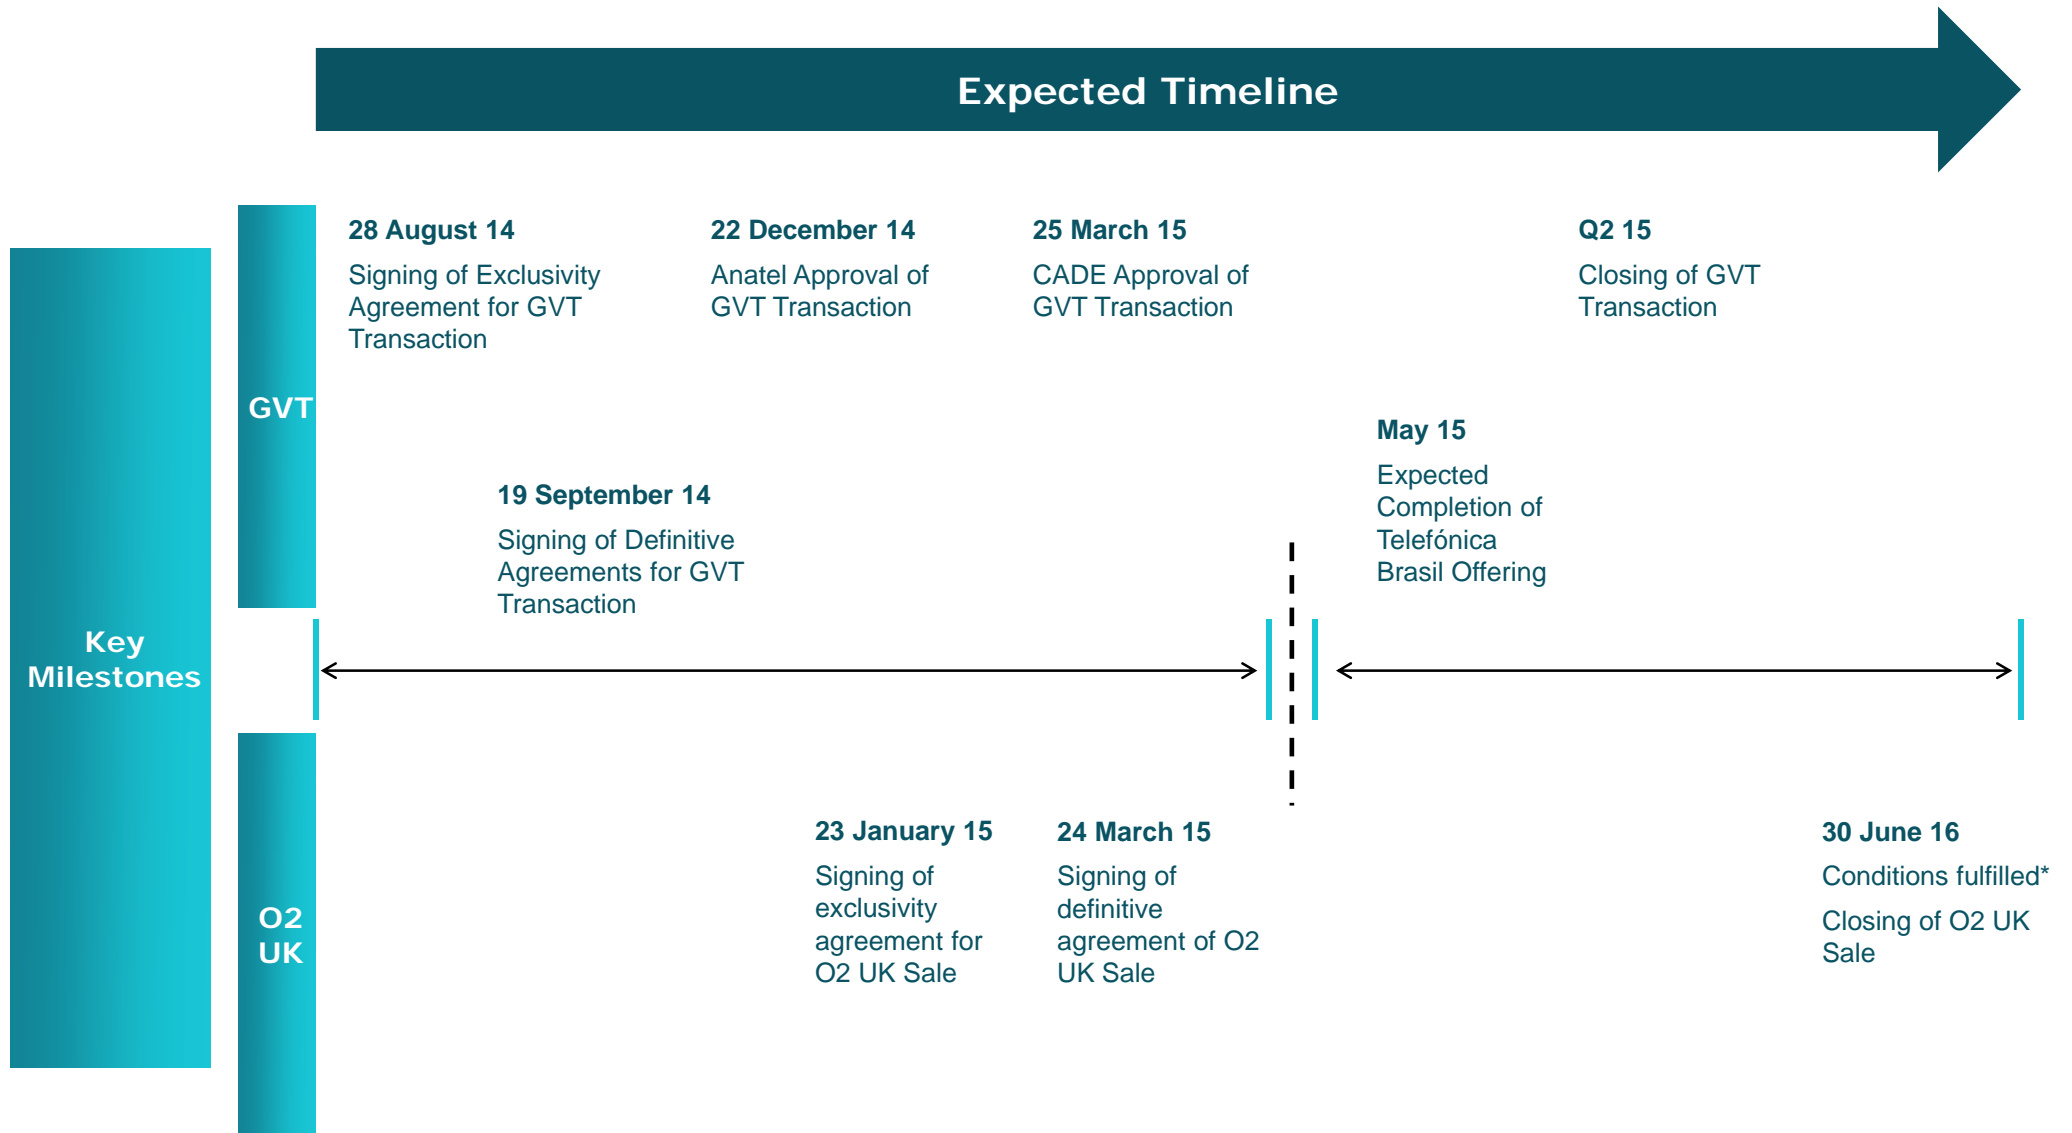 Expected Timeline
Key
Milestones
GVT
28 August 14
Signing of Exclusivity
Agreement for GVT
Transaction
19 September 14
Signing of Definitive
Agreements for GVT
Transaction
22 December 14
Anatel Approval of
GVT Transaction
25 March 15
CADE Approval of
GVT Transaction
May 15
Expected
Completion of
Telefónica
Brasil Offering
Q2 15
Closing of GVT
Transaction
O2
UK
23 January 15
Signing of
exclusivity
agreement for
O2 UK Sale
24 March 15
Signing of
definitive
agreement of O2
UK Sale
30 June 16
Conditions fulfilled*
Closing of O2 UK
Sale